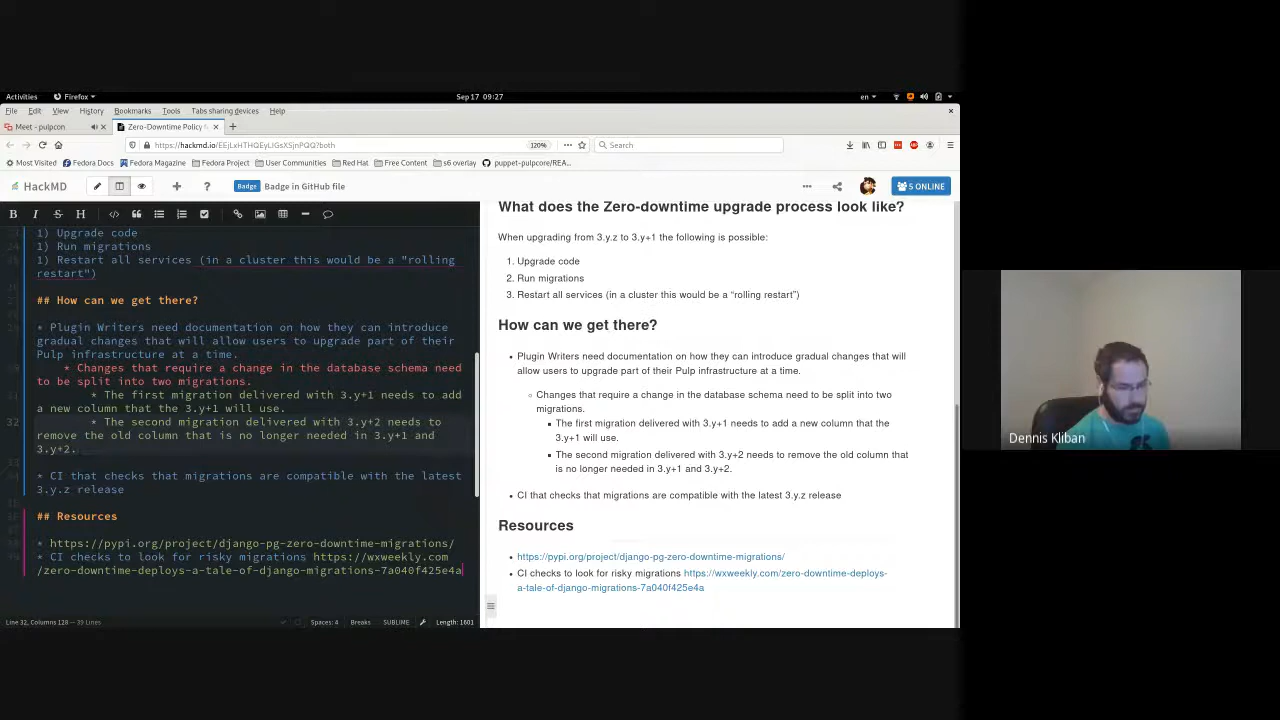 Activities
Firefox
Sep 17 09:27
en
File Edit View History Bookmarks Tools Tabs sharing devices Help
Meet - pulpcon
Zero-Downtime Policy
https://hackmd.io/EEjLxHTHQEyLIGsXSjnPQQ?both
120%
Search
Most Visited Fedora Docs Fedora Magazine Fedora Project User Communities Red Hat Free Content s6 overlay puppet-pulpcore/REA...
HackMD
Badge Badge in GitHub file
5 ONLINE
1) Upgrade code
1) Run migrations
1) Restart all services (in a cluster this would be a "rolling
restart")
## How can we get there?
* Plugin Writers need documentation on how they can introduce
gradual changes that will allow users to upgrade part of their
Pulp infrastructure at a time.
* Changes that require a change in the database schema need
to be split into two migrations.
* The first migration delivered with 3.y+1 needs to add
a new column that the 3.y+1 will use.
32
* The second migration delivered with 3.y+2 needs to
remove the old column that is no longer needed in 3.y+1 and
3.y+2.
* CI that checks that migrations are compatible with the latest
3.y.z release
## Resources
* https://pypi.org/project/django-pg-zero-downtime-migrations/
* CI checks to look for risky migrations https://wxweekly.com
/zero-downtime-deploys-a-tale-of-django-migrations-7a040f425e4a
Line 32, Columns 128 — 39 Lines
Spaces: 4 Breaks SUBLIME Length: 1601
What does the Zero-downtime upgrade process look like?
When upgrading from 3.y.z to 3.y+1 the following is possible:
1. Upgrade code
2. Run migrations
3. Restart all services (in a cluster this would be a “rolling restart”)
How can we get there?
• Plugin Writers need documentation on how they can introduce gradual changes that will
allow users to upgrade part of their Pulp infrastructure at a time.
Changes that require a change in the database schema need to be split into two
migrations.
The first migration delivered with 3.y+1 needs to add a new column that the
3.y+1 will use.
The second migration delivered with 3.y+2 needs to remove the old column that
is no longer needed in 3.y+1 and 3.y+2.
• CI that checks that migrations are compatible with the latest 3.y.z release
Resources
• https://pypi.org/project/django-pg-zero-downtime-migrations/
• CI checks to look for risky migrations https://wxweekly.com/zero-downtime-deploys-
a-tale-of-django-migrations-7a040f425e4a
Dennis Kliban